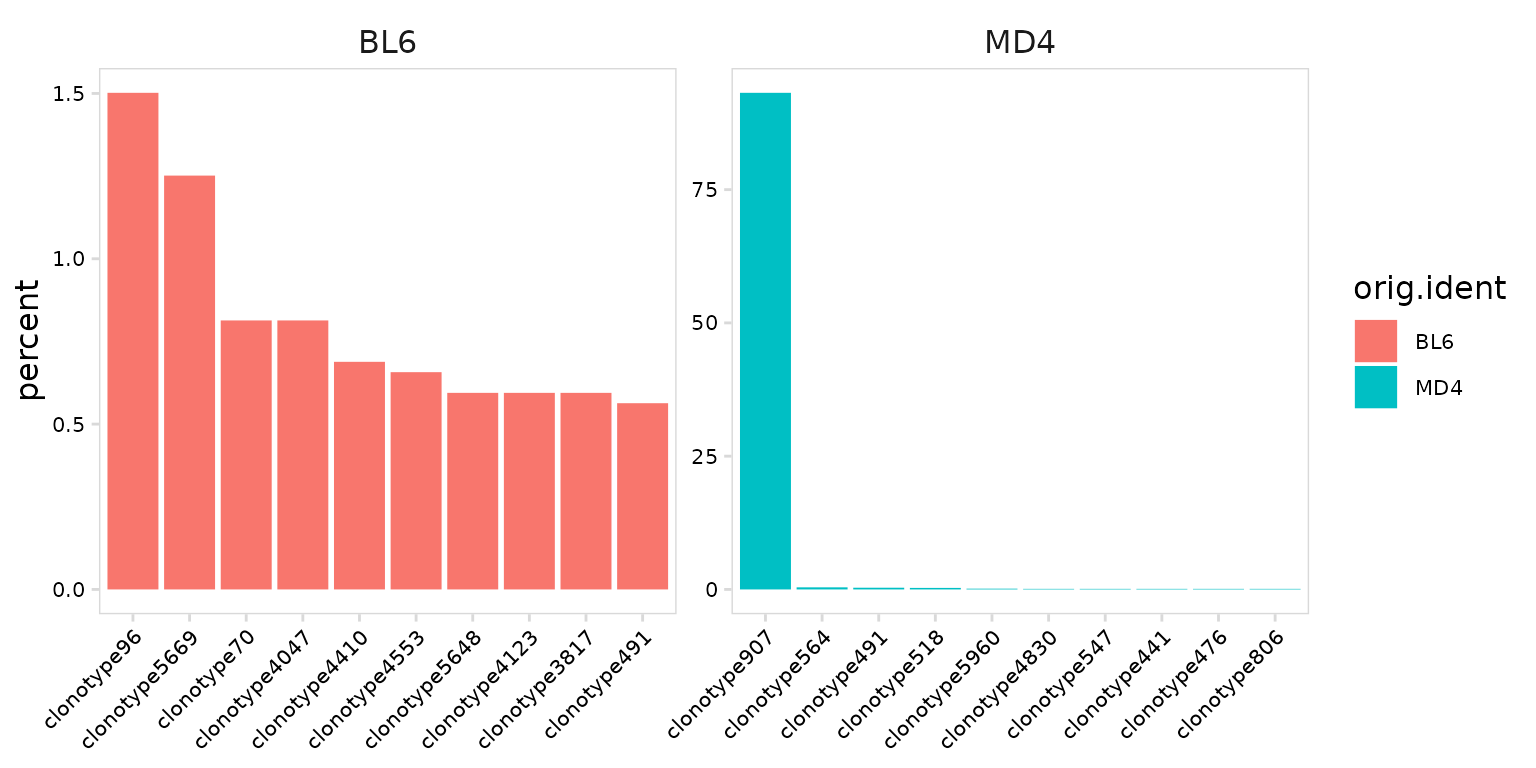 BL6
MD4
percent
1.5
1.0
0.5
0.0
clonotype96
clonotype5669
clonotype70
clonotype4047
clonotype4410
clonotype4553
clonotype5648
clonotype4123
clonotype3817
clonotype491
75
50
25
0
clonotype907
clonotype564
clonotype491
clonotype518
clonotype5960
clonotype4830
clonotype547
clonotype441
clonotype476
clonotype806
orig.ident
BL6
MD4